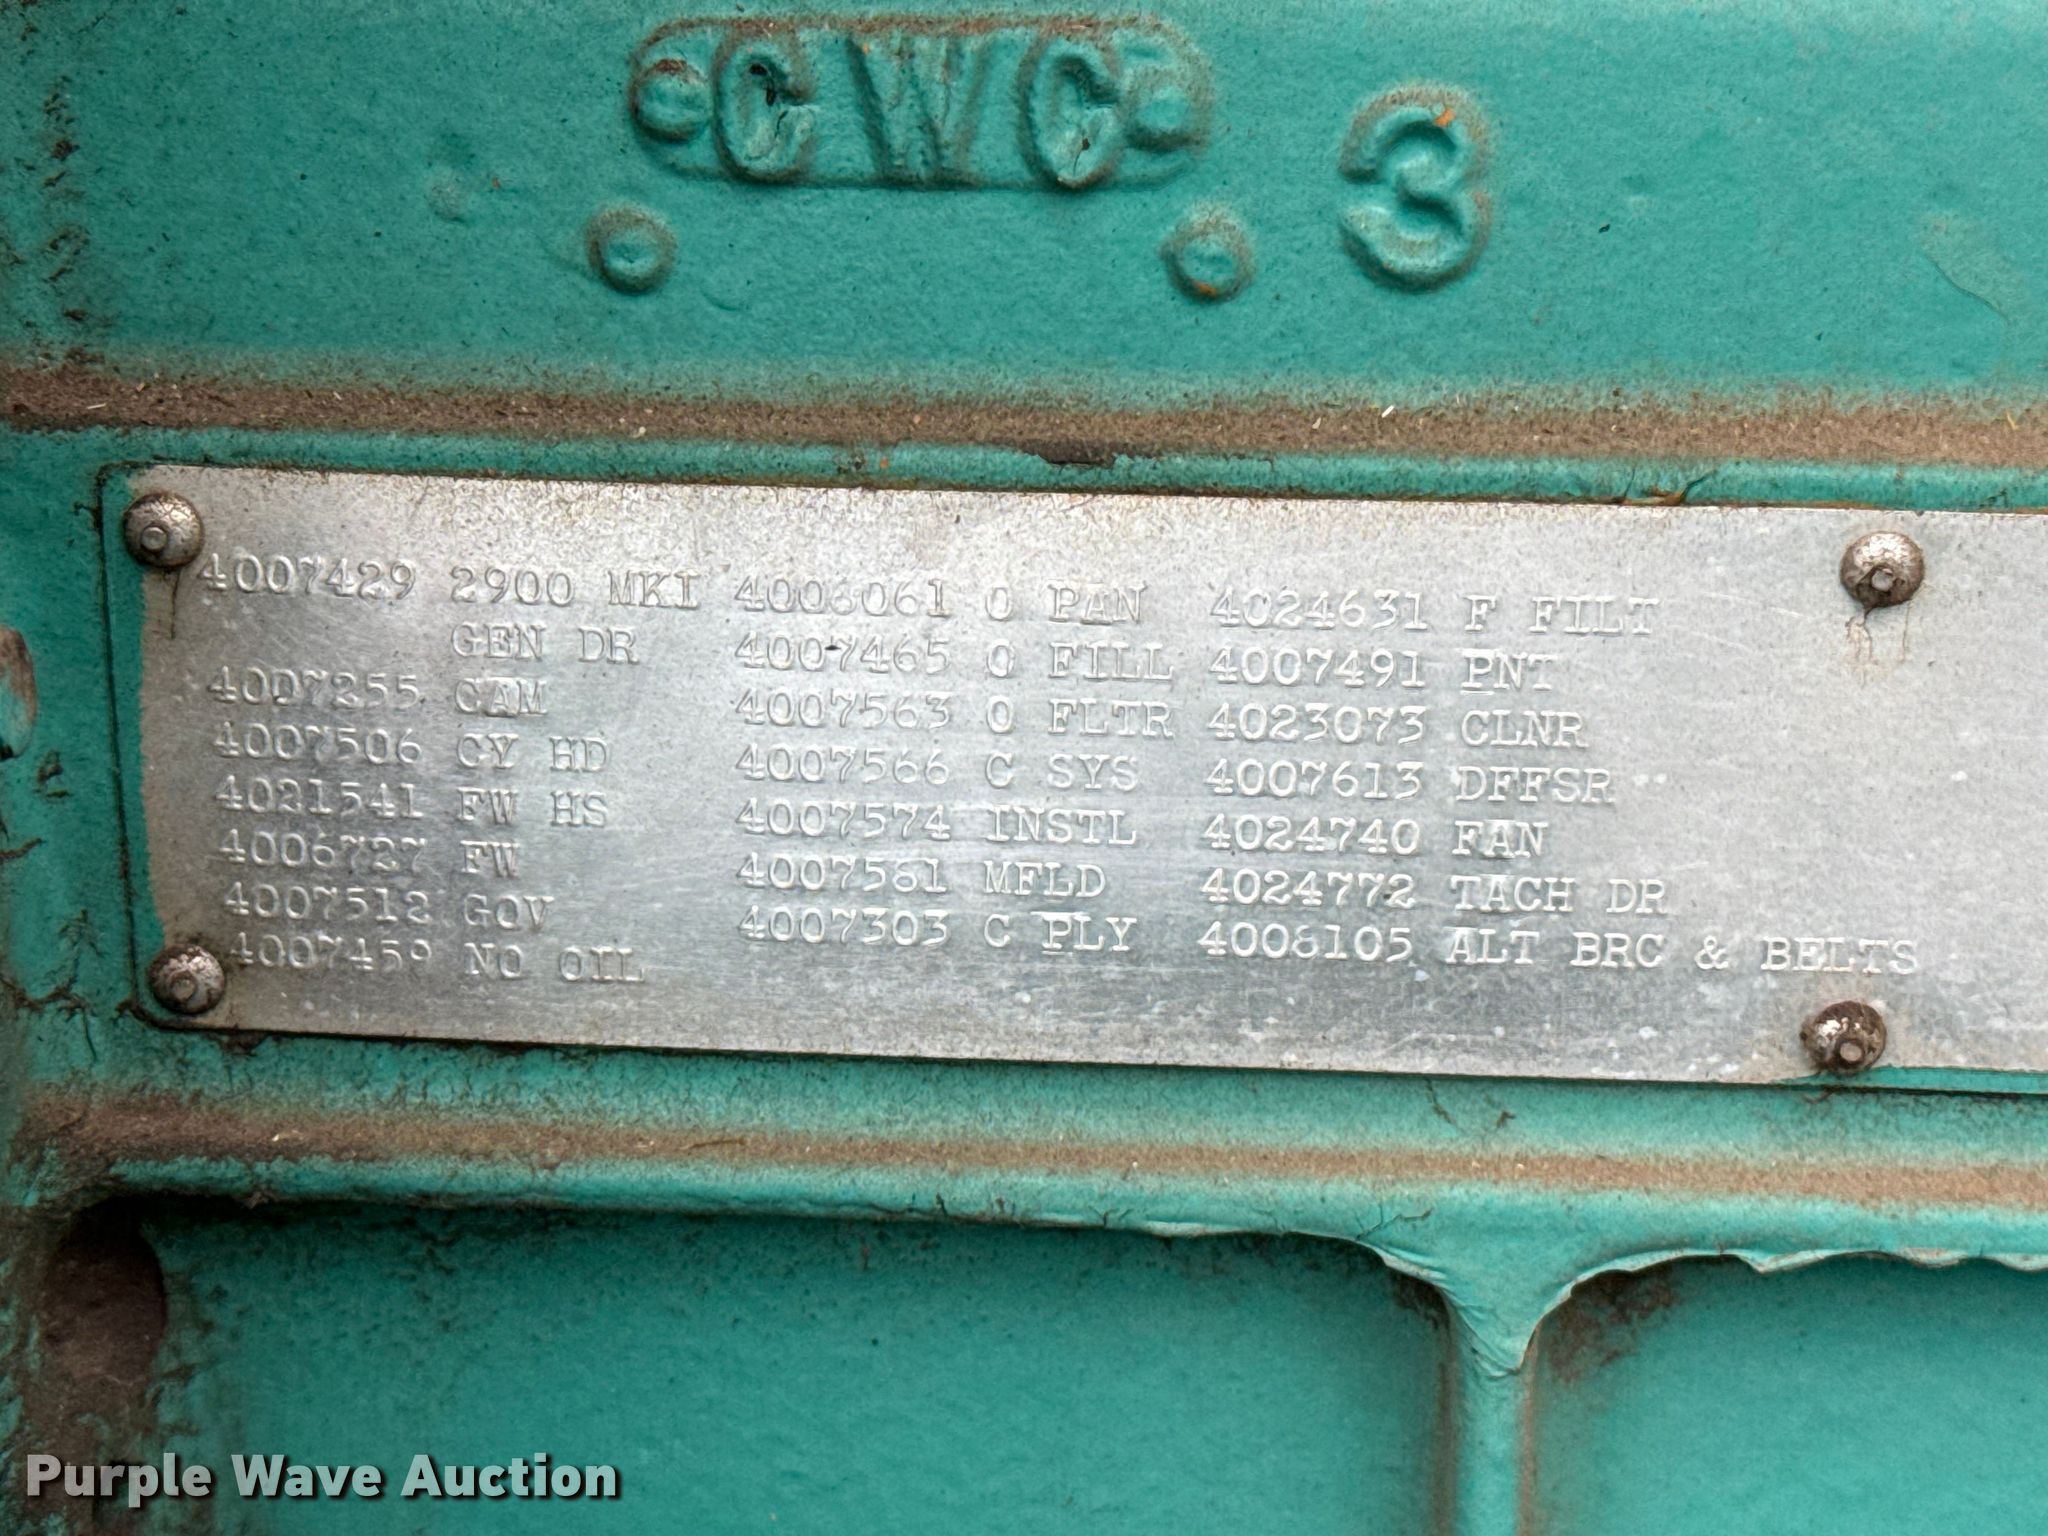 CWC 3
4007429 2900 MKI
GEN DR
4007255 CAM
4007506 CY HD
4021541 FW HS
4006727 FW
4007512 GOV
4007459 NO OIL
4006061 O PAN
4007465 O FILL
4007563 O FLTR
4007566 C SYS
4007574 INSTL
4007581 MFLD
4007303 C PLY
4024631 F FILT
4007491 PNT
4023073 CLNR
4007613 DFFSR
4024740 FAN
4024772 TACH DR
4006105 ALT BRC & BELTS
Purple Wave Auction